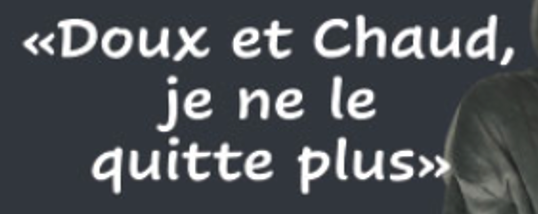 «Doux et Chaud,
je ne le
quitte plus»